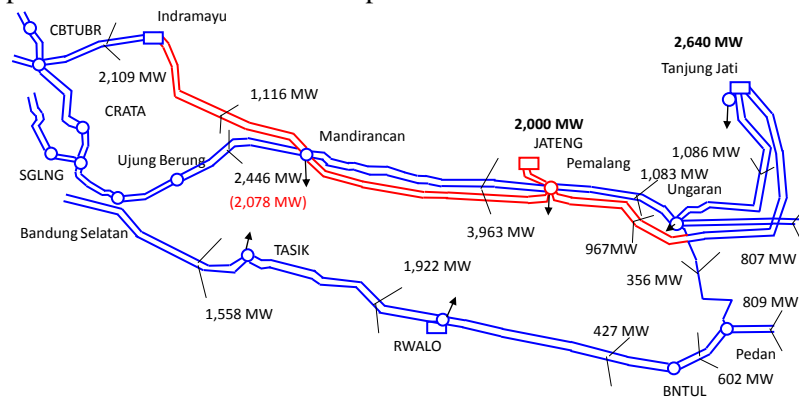 Indramayu
CBTUBR
2,640 MW
Tanjung Jati
2,109 MW
1,116 MW
CRATA
Mandirancan
2,000 MW
JATENG
Pemalang
1,086 MW
Ujung Berung
SGLNG
2,446 MW
(2,078 MW)
1,083 MW
Ungaran
3,963 MW
967MW
807 MW
Bandung Selatan
TASIK
356 MW
1,922 MW
809 MW
1,558 MW
RWALO
427 MW
Pedan
602 MW
BNTUL